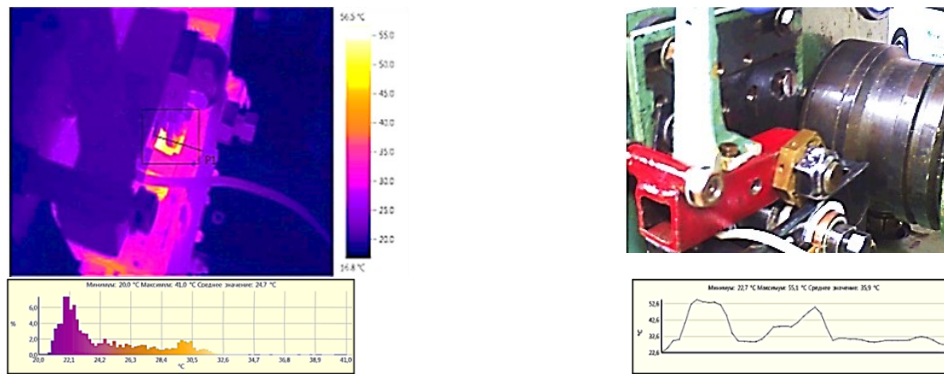 56,5 °C
55.0
50.0
45.0
40.0
35.0
30.0
25.0
20.0
16.8 °C
P1
Минимум: 20,0 °C Максимум: 41,0 °C Среднее значение: 24,7 °C
%
6,0
4,0
2,0
0,0
20,0 22,1 24,2 26,3 28,4 30,5 32,6 34,7 36,8 38,9 41,0
°C
Минимум: 22,7 °C Максимум: 55,1 °C Среднее значение: 35,9 °C
°C
52,6
42,6
32,6
22,6